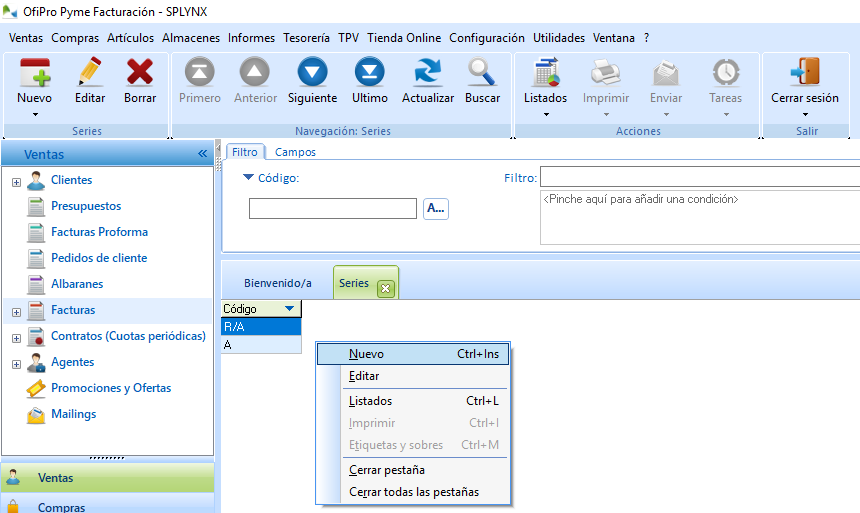 OfiPro Pyme Facturación - SPLYNX
Ventas Compras Artículos Almacenes Informes Tesorería TPV Tienda Online Configuración Utilidades Ventana ?
Nuevo Editar Borrar Primero Anterior Siguiente Ultimo Actualizar Buscar Listados Imprimir Enviar Tareas Cerrar sesión
Series Navegación: Series Acciones Salir
Ventas «
Filtro Campos
Código: Filtro:
A...
<Pinche aquí para añadir una condición>
Clientes
Presupuestos
Facturas Proforma
Pedidos de cliente
Albaranes
Facturas
Contratos (Cuotas periódicas)
Agentes
Promociones y Ofertas
Mailings
Ventas
Compras
Bienvenido/a Series
Código
R/A
A
Nuevo Ctrl+Ins
Editar
Listados Ctrl+L
Imprimir Ctrl+I
Etiquetas y sobres Ctrl+M
Cerrar pestaña
Cerrar todas las pestañas